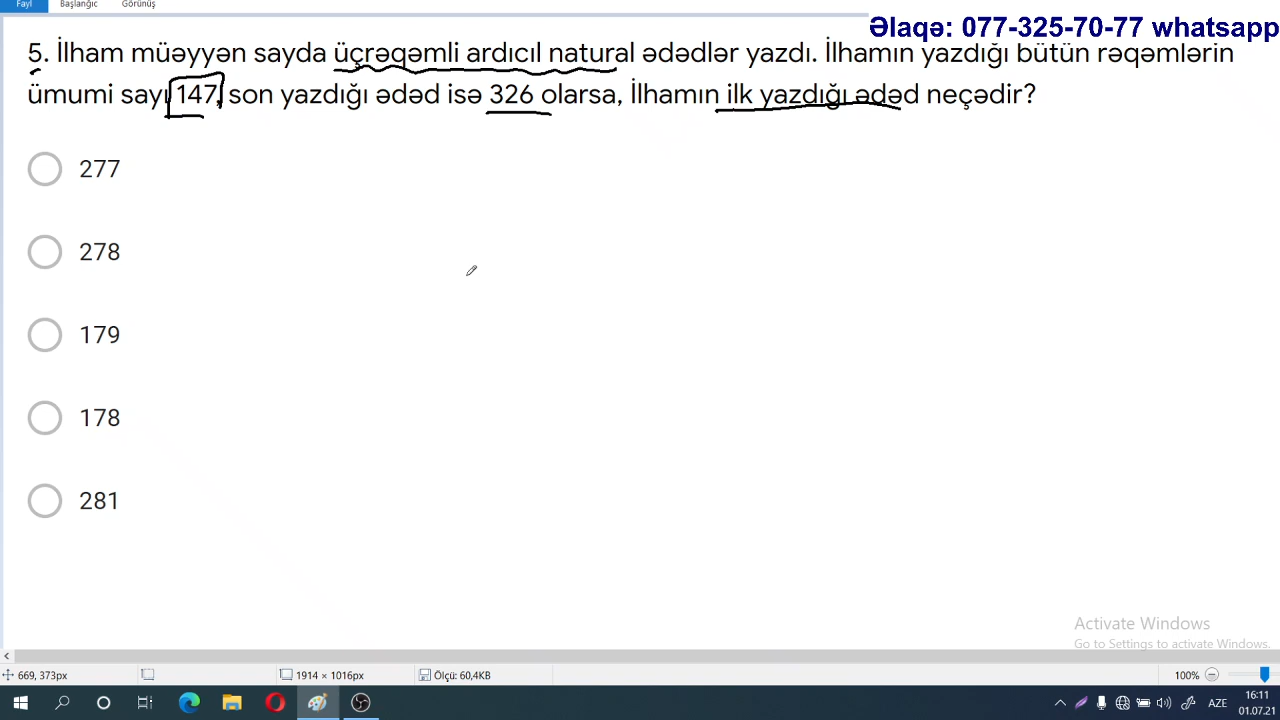 Fayl Başlanğıc Görünüş
Əlaqə: 077-325-70-77 whatsapp
5. İlham müəyyən sayda üçrəqəmli ardıcıl natural ədədlər yazdı. İlhamın yazdığı bütün rəqəmlərin
ümumi sayı 147, son yazdığı ədəd isə 326 olarsa, İlhamın ilk yazdığı ədəd neçədir?
277
278
179
178
281
Activate Windows
Go to Settings to activate Windows.
669, 373px 1914 × 1016px Ölçü: 60,4KB 100%
AZE 16:11
01.07.21